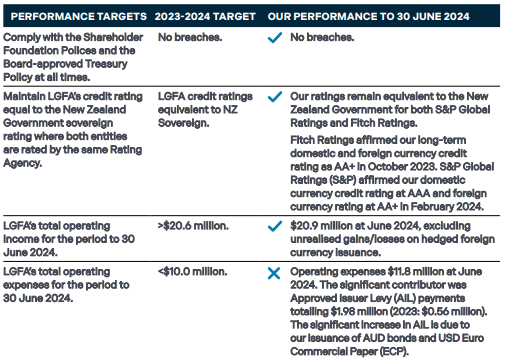 PERFORMANCE TARGETS 2023-2024 TARGET OUR PERFORMANCE TO 30 JUNE 2024
Comply with the Shareholder
Foundation Polices and the
Board-approved Treasury
Policy at all times.
No breaches.
No breaches.
Maintain LGFA's credit rating
equal to the New Zealand
Government sovereign
rating where both entities
are rated by the same Rating
Agency.
LGFA credit ratings
equivalent to NZ
Sovereign.
Our ratings remain equivalent to the New
Zealand Government for both S&P Global
Ratings and Fitch Ratings.
Fitch Ratings affirmed our long-term
domestic and foreign currency credit
rating as AA+ in October 2023. S&P Global
Ratings (S&P) affirmed our domestic
currency credit rating at AAA and foreign
currency rating at AA+ in February 2024.
LGFA's total operating
income for the period to 30
June 2024.
>$20.6 million.
$20.9 million at June 2024, excluding
unrealised gains/losses on hedged foreign
currency issuance.
LGFA's total operating
expenses for the period to
30 June 2024.
<$10.0 million.
Operating expenses $11.8 million at June
2024. The significant contributor was
Approved Issuer Levy (AIL) payments
totalling $1.98 million (2023: $0.56 million).
The significant increase in AIL is due to
our issuance of AUD bonds and USD Euro
Commercial Paper (ECP).